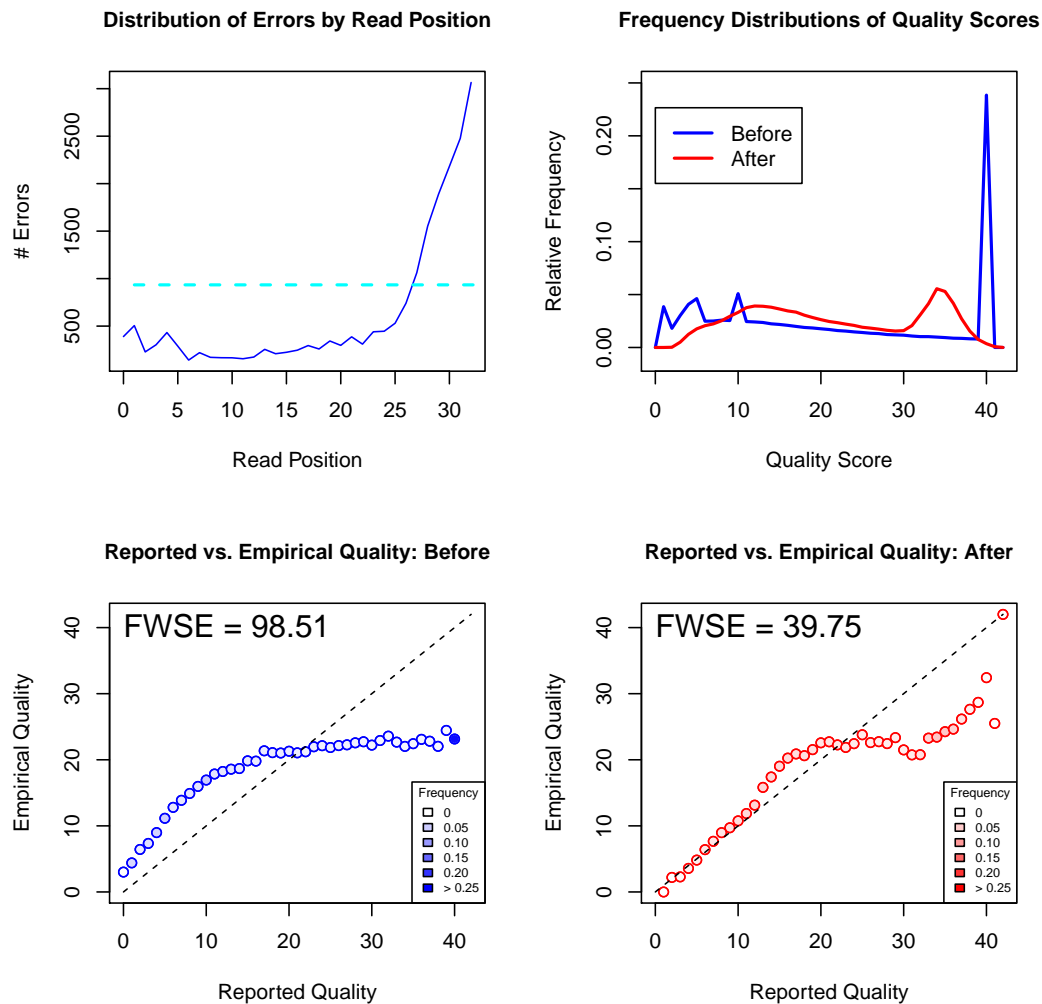 Distribution of Errors by Read Position
# Errors
500
1500
2500
0 5 10 15 20 25 30
Read Position
Frequency Distributions of Quality Scores
Relative Frequency
0.00
0.10
0.20
Before
After
0 10 20 30 40
Quality Score
Reported vs. Empirical Quality: Before
FWSE = 98.51
Empirical Quality
0
10
20
30
40
Frequency
0
0.05
0.10
0.15
0.20
> 0.25
0 10 20 30 40
Reported Quality
Reported vs. Empirical Quality: After
FWSE = 39.75
Empirical Quality
0
10
20
30
40
Frequency
0
0.05
0.10
0.15
0.20
> 0.25
0 10 20 30 40
Reported Quality